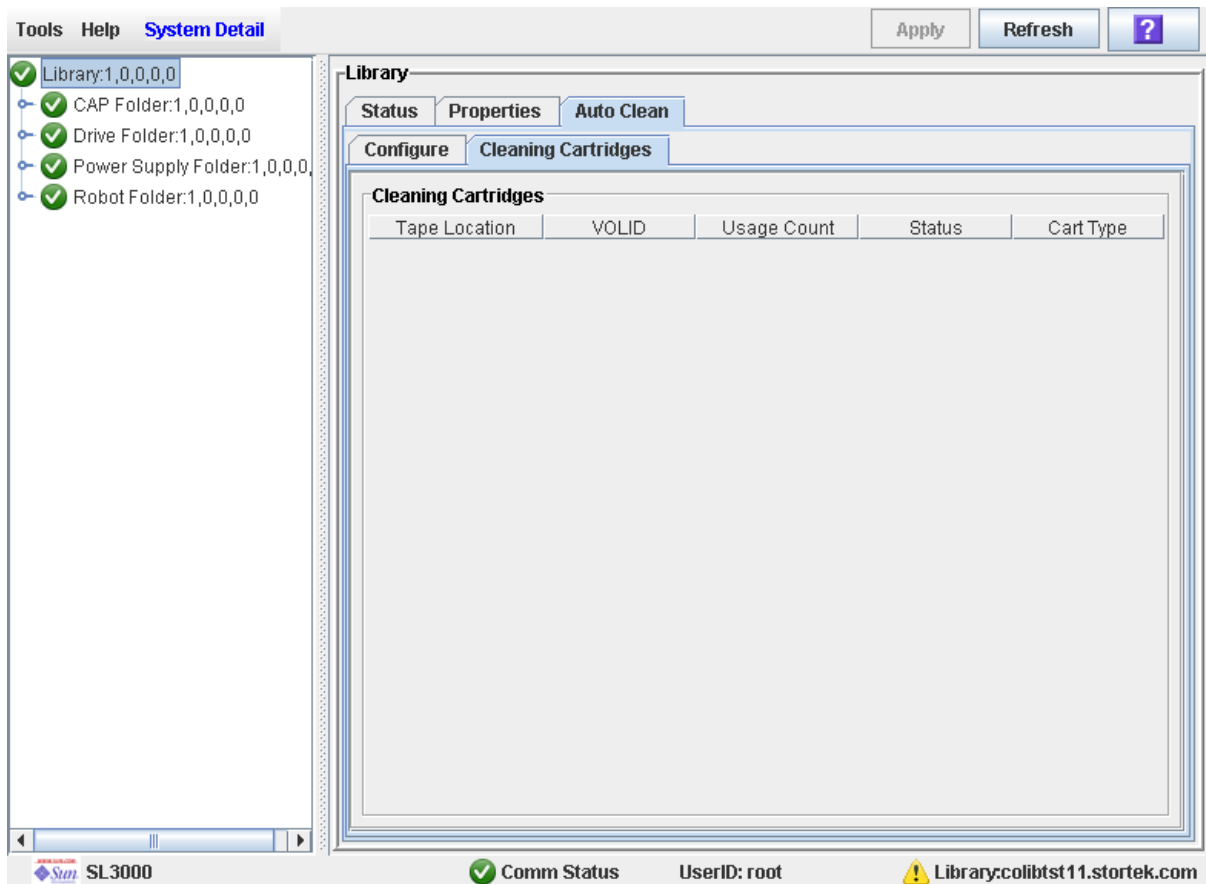 Tools Help System Detail Apply Refresh ?
Library:1,0,0,0,0
CAP Folder:1,0,0,0,0
Drive Folder:1,0,0,0,0
Power Supply Folder:1,0,0,0,
Robot Folder:1,0,0,0,0
Library
Status Properties Auto Clean
Configure Cleaning Cartridges
Cleaning Cartridges
Tape Location VOLID Usage Count Status Cart Type
Sun SL3000 Comm Status UserID: root Library:colibtst11.stortek.com